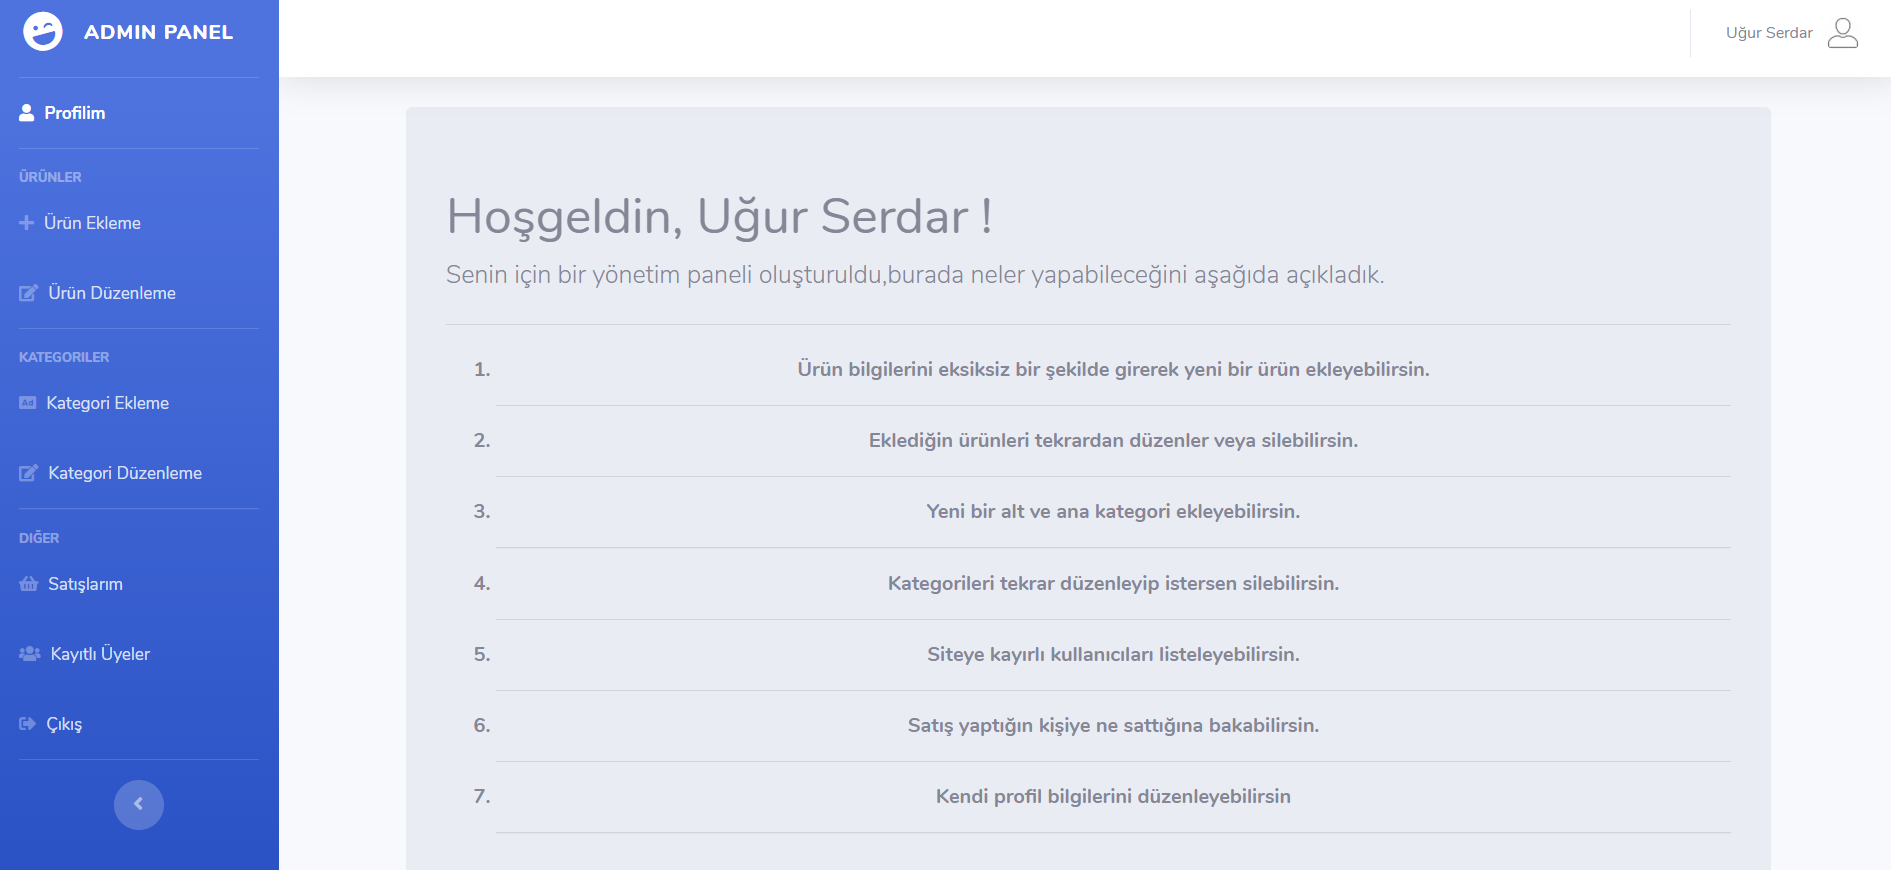 ADMIN PANEL
Profilim
ÜRÜNLER
Ürün Ekleme
Ürün Düzenleme
KATEGORILER
Ad Kategori Ekleme
Kategori Düzenleme
DIĞER
Satışlarım
Kayıtlı Üyeler
Çıkış
Uğur Serdar
Hoşgeldin, Uğur Serdar !
Senin için bir yönetim paneli oluşturuldu,burada neler yapabileceğini aşağıda açıkladık.
1. Ürün bilgilerini eksiksiz bir şekilde girerek yeni bir ürün ekleyebilirsin.
2. Eklediğin ürünleri tekrardan düzenler veya silebilirsin.
3. Yeni bir alt ve ana kategori ekleyebilirsin.
4. Kategorileri tekrar düzenleyip istersen silebilirsin.
5. Siteye kayırlı kullanıcıları listeleyebilirsin.
6. Satış yaptığın kişiye ne sattığına bakabilirsin.
7. Kendi profil bilgilerini düzenleyebilirsin